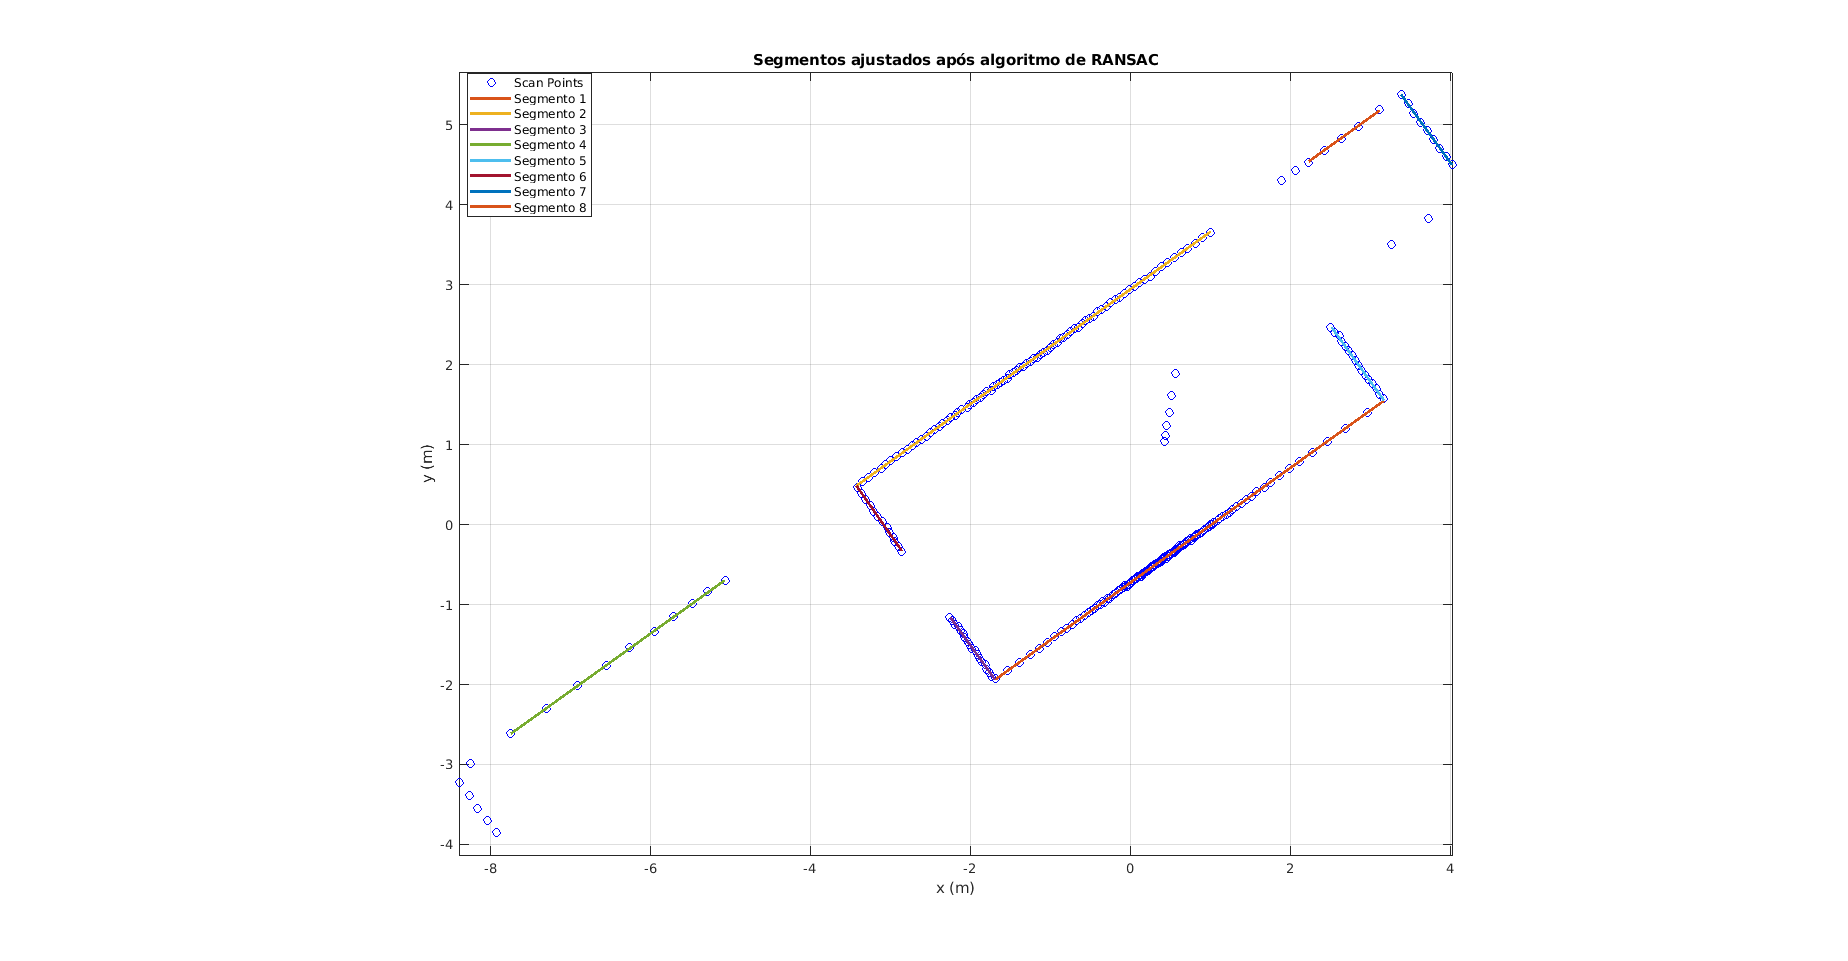 Segmentos ajustados após algoritmo de RANSAC
Scan Points
Segmento 1
Segmento 2
Segmento 3
Segmento 4
Segmento 5
Segmento 6
Segmento 7
Segmento 8
5
4
3
2
1
0
-1
-2
-3
-4
y (m)
-8 -6 -4 -2 0 2 4
x (m)